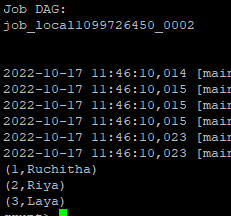 Job DAG:
job_local1099726450_0002
2022-10-17 11:46:10,014 [main
2022-10-17 11:46:10,015 [main
2022-10-17 11:46:10,015 [main
2022-10-17 11:46:10,015 [main
2022-10-17 11:46:10,023 [main
2022-10-17 11:46:10,023 [main
(1,Ruchitha)
(2,Riya)
(3,Laya)